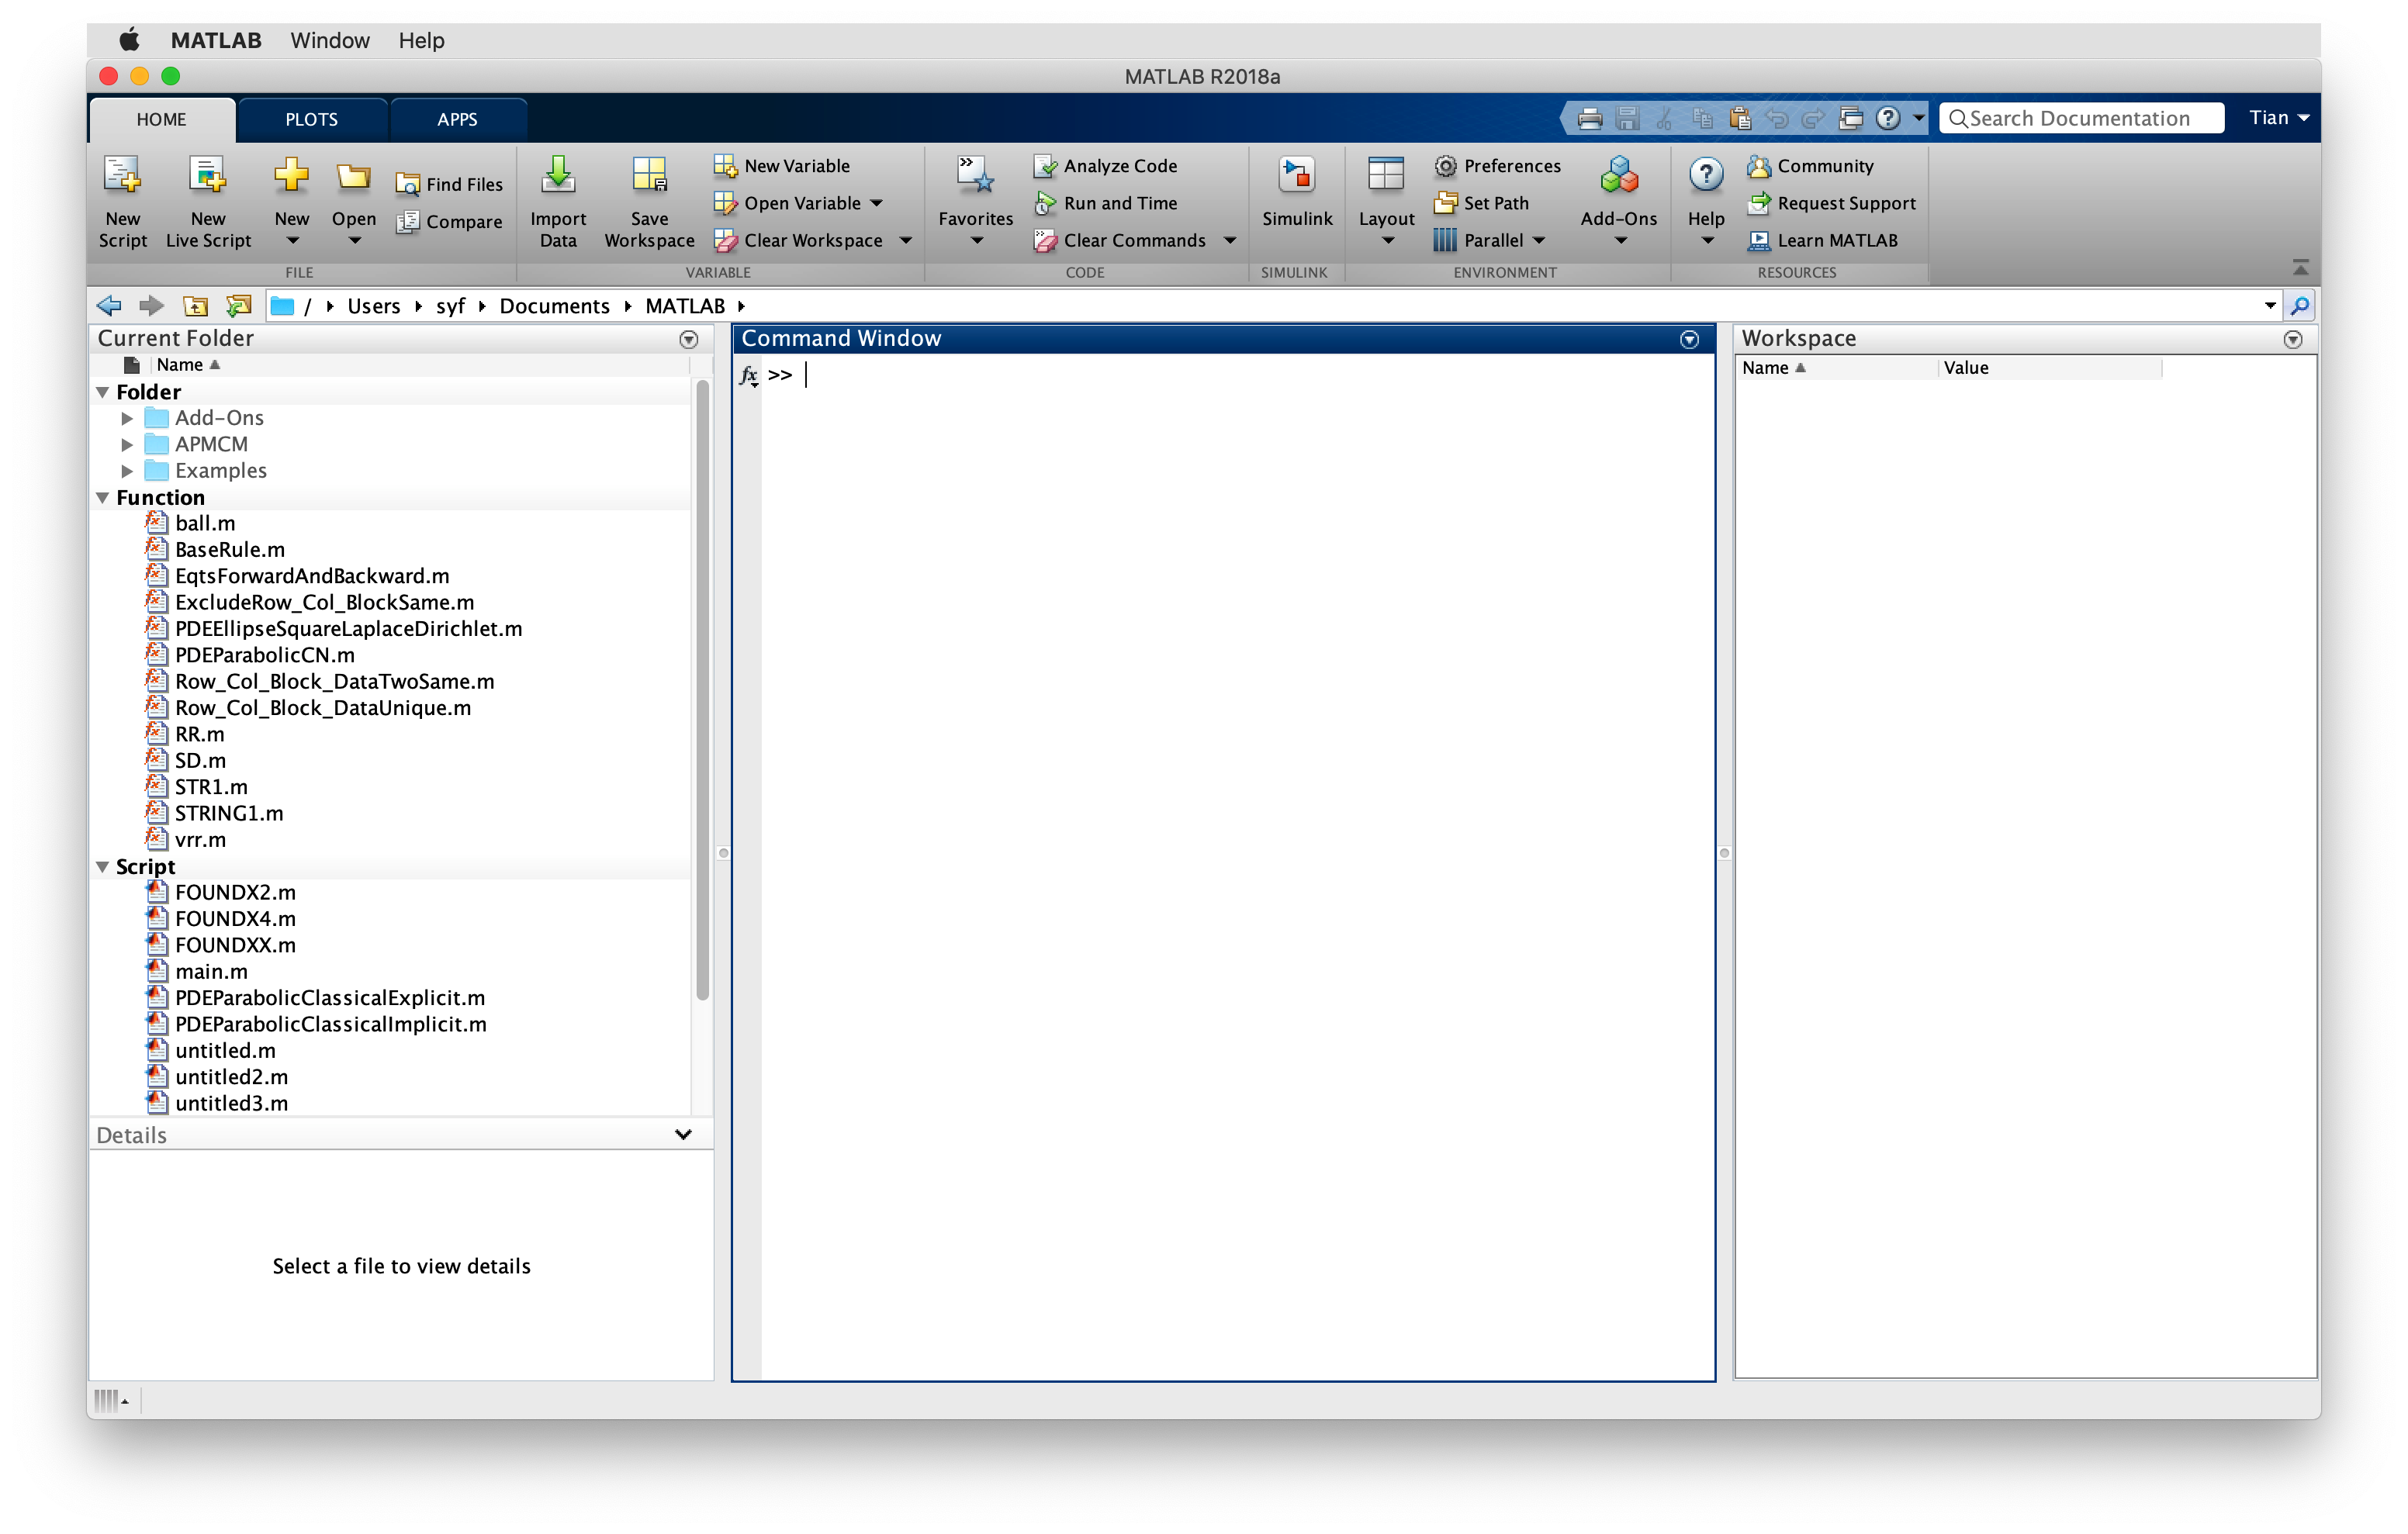 MATLAB Window Help
MATLAB R2018a
HOME PLOTS APPS
Search Documentation Tian
New Script
New Live Script
New
Open
Find Files
Compare
FILE
Import Data
Save Workspace
New Variable
Open Variable
Clear Workspace
VARIABLE
Favorites
Analyze Code
Run and Time
Clear Commands
CODE
Simulink
SIMULINK
Layout
Preferences
Set Path
Parallel
Add-Ons
ENVIRONMENT
Help
Community
Request Support
Learn MATLAB
RESOURCES
/ Users syf Documents MATLAB
Current Folder
Name
Folder
Add-Ons
APMCM
Examples
Function
ball.m
BaseRule.m
EqtsForwardAndBackward.m
ExcludeRow_Col_BlockSame.m
PDEEllipseSquareLaplaceDirichlet.m
PDEParabolicCN.m
Row_Col_Block_DataTwoSame.m
Row_Col_Block_DataUnique.m
RR.m
SD.m
STR1.m
STRING1.m
vrr.m
Script
FOUNDX2.m
FOUNDX4.m
FOUNDXX.m
main.m
PDEParabolicClassicalExplicit.m
PDEParabolicClassicalImplicit.m
untitled.m
untitled2.m
untitled3.m
Details
Select a file to view details
Command Window
fx >>
Workspace
Name Value